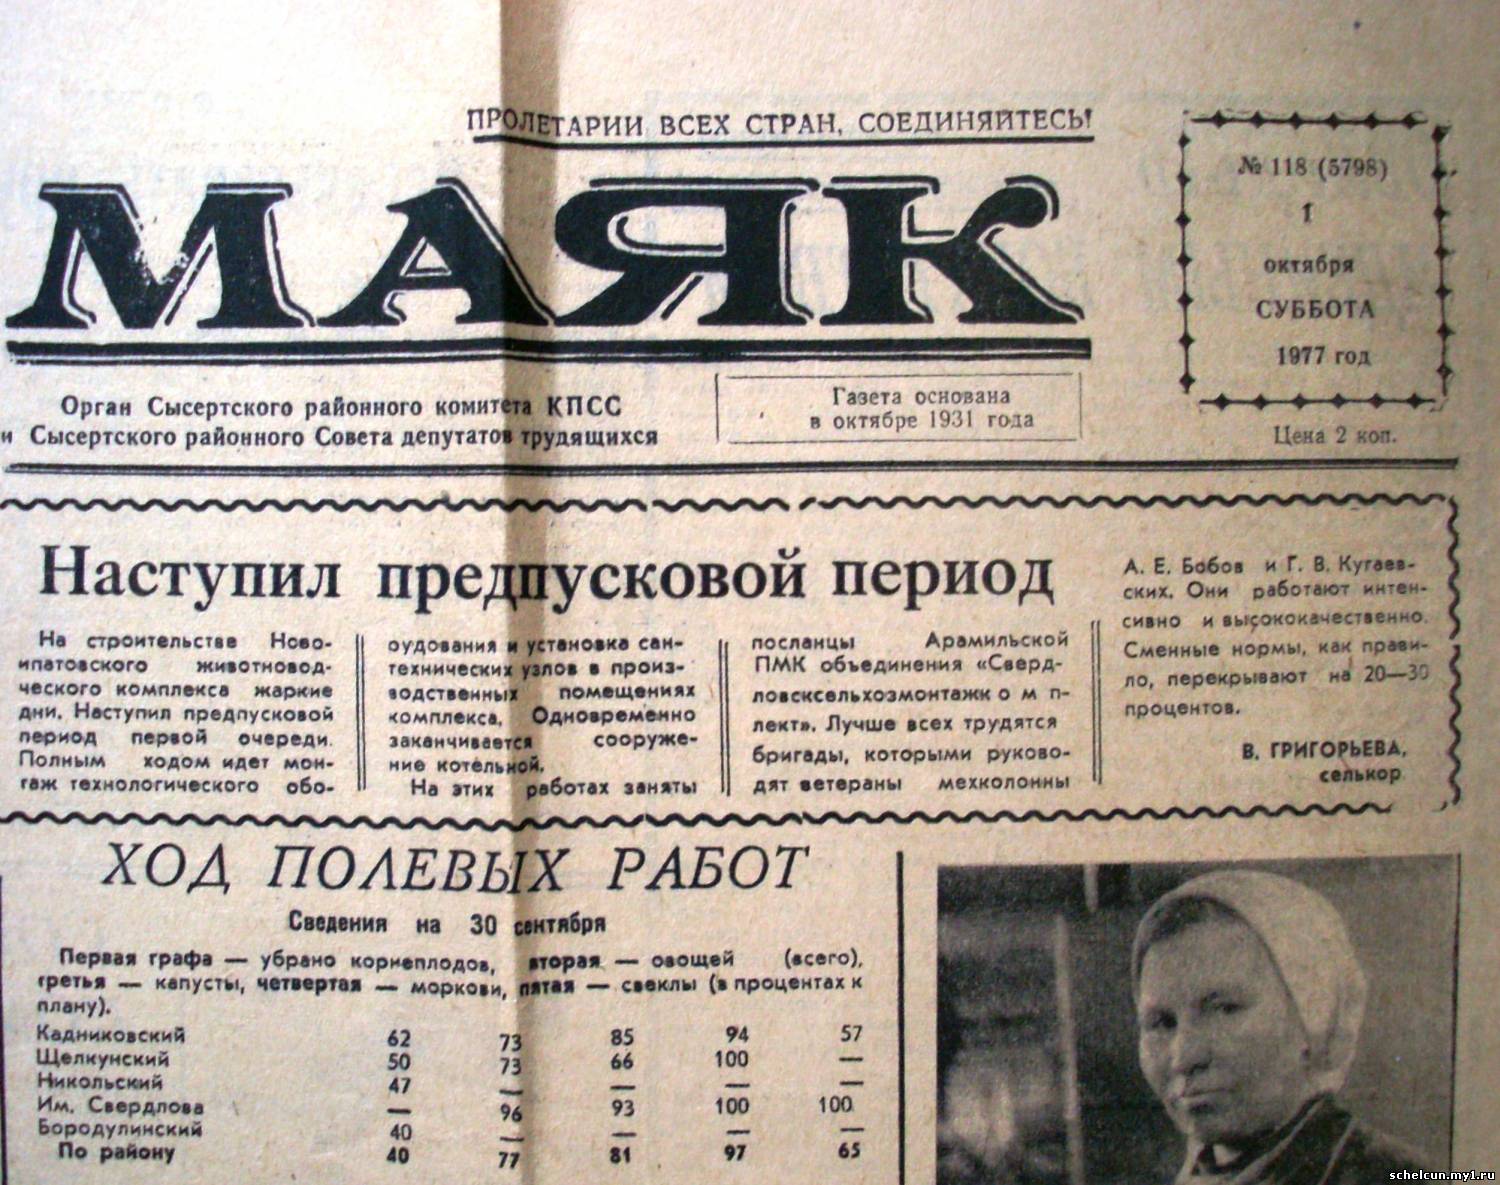 ПРОЛЕТАРИИ ВСЕХ СТРАН, СОЕДИНЯЙТЕСЬ!
МАЯК
№ 118 (5798)
1
октября
СУББОТА
1977 год
Цена 2 коп.
Орган Сысертского районного комитета КПСС
и Сысертского районного Совета депутатов трудящихся
Газета основана
в октябре 1931 года
Наступил предпусковой период
На строительстве Ново-
ипатовского животновод-
ческого комплекса жаркие
дни. Наступил предпусковой
период первой очереди.
Полным ходом идет мон-
таж технологического обо-
оудования и установка сан-
технических узлов в произ-
водственных помещениях
комплекса. Одновременно
заканчивается сооруже-
ние котельной.
На этих работах заняты
посланцы Арамильской
ПМК объединения «Сверд-
ловсксельхозмонтажк о м п-
лект». Лучше всех трудятся
бригады, которыми руково-
дят ветераны мехколонны
А. Е. Бобов и Г. В. Кугаев-
ских. Они работают интен-
сивно и высококачественно.
Сменные нормы, как прави-
ло, перекрывают на 20—30
процентов.
В. ГРИГОРЬЕВА,
селькор
ХОД ПОЛЕВЫХ РАБОТ
Сведения на 30 сентября
Первая графа — убрано корнеплодов, вторая — овощей (всего),
третья — капусты, четвертая — моркови, пятая — свеклы (в процентах к
плану).
Кадниковский 62 73 85 94 57
Щелкунский 50 73 66 100 —
Никольский 47 — — — —
Им. Свердлова — 96 93 100 100
Бородулинский 40 — — — —
По району 40 77 81 97 65
schelcun.my1.ru